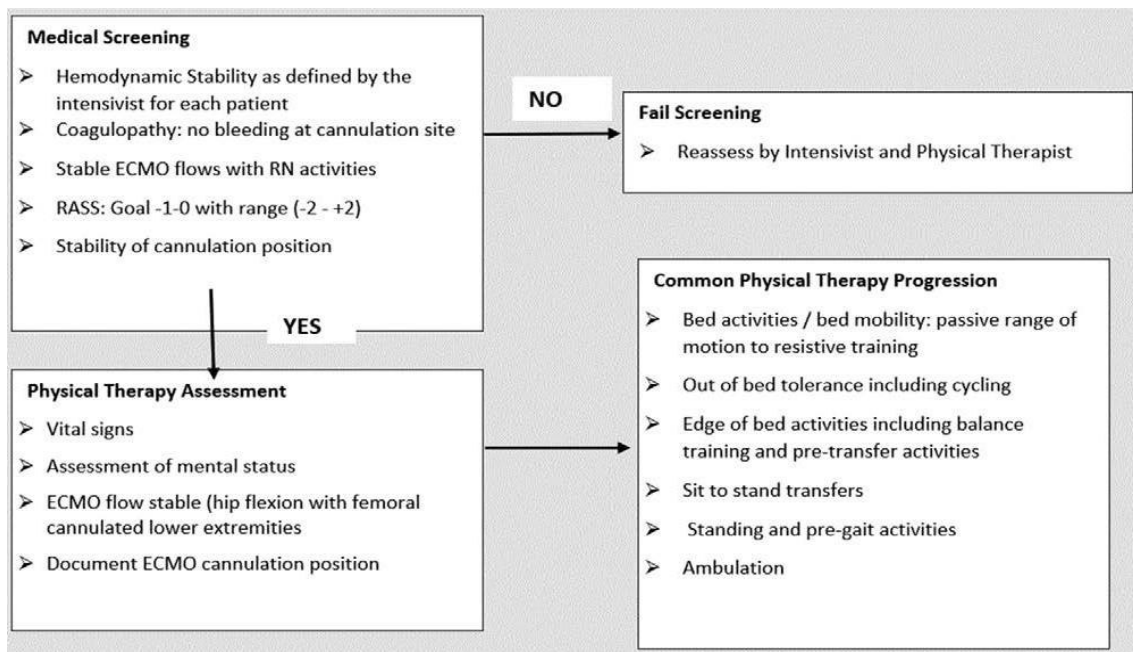 Medical Screening
➤ Hemodynamic Stability as defined by the
intensivist for each patient
➤ Coagulopathy: no bleeding at cannulation site
➤ Stable ECMO flows with RN activities
➤ RASS: Goal -1-0 with range (-2 - +2)
➤ Stability of cannulation position
NO
Fail Screening
➤ Reassess by Intensivist and Physical Therapist
YES
Physical Therapy Assessment
➤ Vital signs
➤ Assessment of mental status
➤ ECMO flow stable (hip flexion with femoral
cannulated lower extremities
➤ Document ECMO cannulation position
Common Physical Therapy Progression
➤ Bed activities / bed mobility: passive range of
motion to resistive training
➤ Out of bed tolerance including cycling
➤ Edge of bed activities including balance
training and pre-transfer activities
➤ Sit to stand transfers
➤ Standing and pre-gait activities
➤ Ambulation